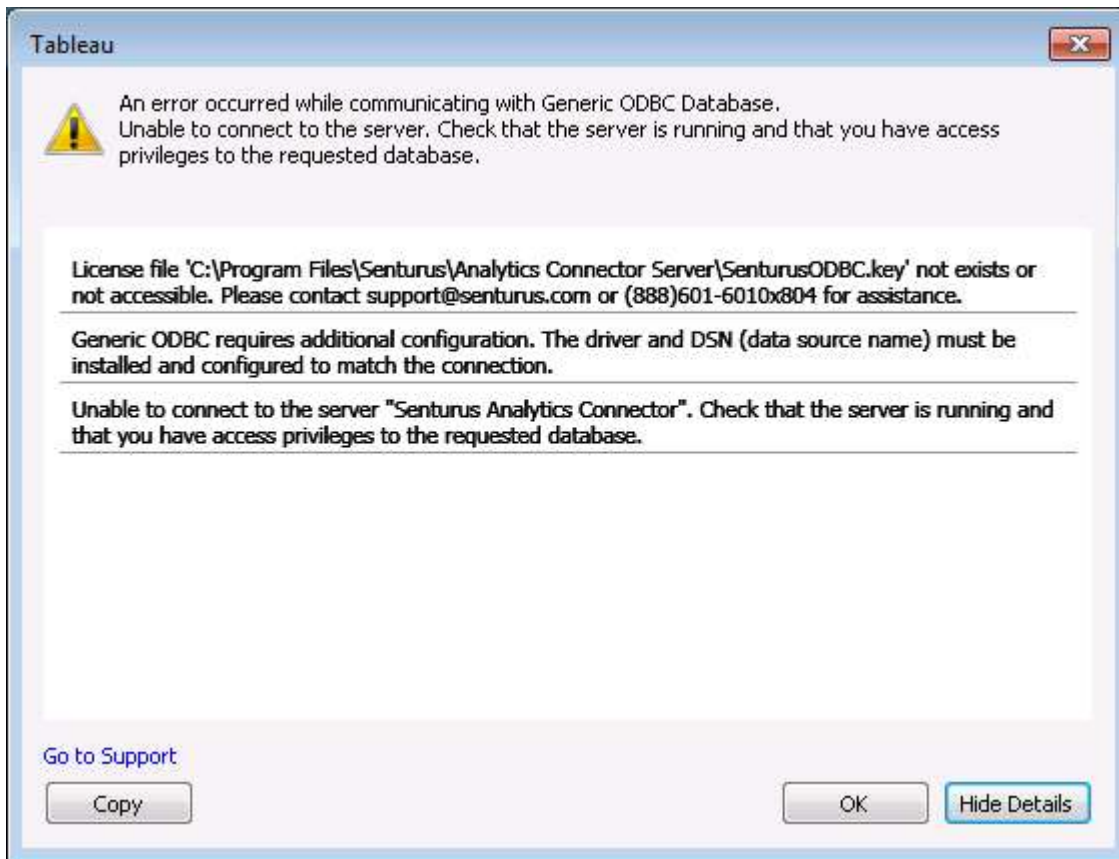 Tableau
An error occurred while communicating with Generic ODBC Database.
Unable to connect to the server. Check that the server is running and that you have access
privileges to the requested database.
License file 'C:\Program Files\Senturus\Analytics Connector Server\SenturusODBC.key' not exists or
not accessible. Please contact support@senturus.com or (888)601-6010x804 for assistance.
Generic ODBC requires additional configuration. The driver and DSN (data source name) must be
installed and configured to match the connection.
Unable to connect to the server "Senturus Analytics Connector". Check that the server is running and
that you have access privileges to the requested database.
Go to Support
Copy
OK
Hide Details